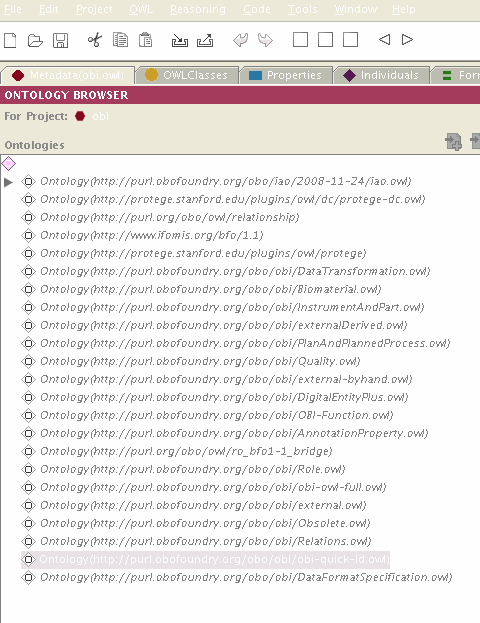 File Edit Project OWL Reasoning Code Tools Window Help
Metadata(obi.owl) OWLClasses Properties Individuals For
ONTOLOGY BROWSER
For Project: obi
Ontologies
Ontology(http://purl.obofoundry.org/obo/iao/2008-11-24/iao.owl)
Ontology(http://protege.stanford.edu/plugins/owl/dc/protege-dc.owl)
Ontology(http://purl.org/obo/owl/relationship)
Ontology(http://www.ifomis.org/bfo/1.1)
Ontology(http://protege.stanford.edu/plugins/owl/protege)
Ontology(http://purl.obofoundry.org/obo/obi/DataTransformation.owl)
Ontology(http://purl.obofoundry.org/obo/obi/Biomaterial.owl)
Ontology(http://purl.obofoundry.org/obo/obi/InstrumentAndPart.owl)
Ontology(http://purl.obofoundry.org/obo/obi/externalDerived.owl)
Ontology(http://purl.obofoundry.org/obo/obi/PlanAndPlannedProcess.owl)
Ontology(http://purl.obofoundry.org/obo/obi/Quality.owl)
Ontology(http://purl.obofoundry.org/obo/obi/external-byhand.owl)
Ontology(http://purl.obofoundry.org/obo/obi/DigitalEntityPlus.owl)
Ontology(http://purl.obofoundry.org/obo/obi/OBI-Function.owl)
Ontology(http://purl.obofoundry.org/obo/obi/AnnotationProperty.owl)
Ontology(http://purl.org/obo/owl/ro_bfo1-1_bridge)
Ontology(http://purl.obofoundry.org/obo/obi/Role.owl)
Ontology(http://purl.obofoundry.org/obo/obi/obi-owl-full.owl)
Ontology(http://purl.obofoundry.org/obo/obi/external.owl)
Ontology(http://purl.obofoundry.org/obo/obi/Obsolete.owl)
Ontology(http://purl.obofoundry.org/obo/obi/Relations.owl)
Ontology(http://purl.obofoundry.org/obo/obi/obi-quick-id.owl)
Ontology(http://purl.obofoundry.org/obo/obi/DataFormatSpecification.owl)